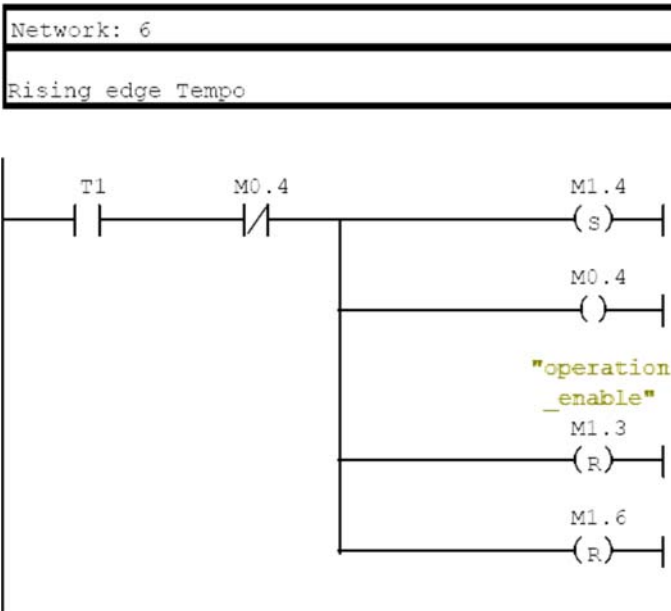 Network: 6
Rising edge Tempo
T1 M0.4 M1.4
S
M0.4
"operation
_enable"
M1.3
R
M1.6
R